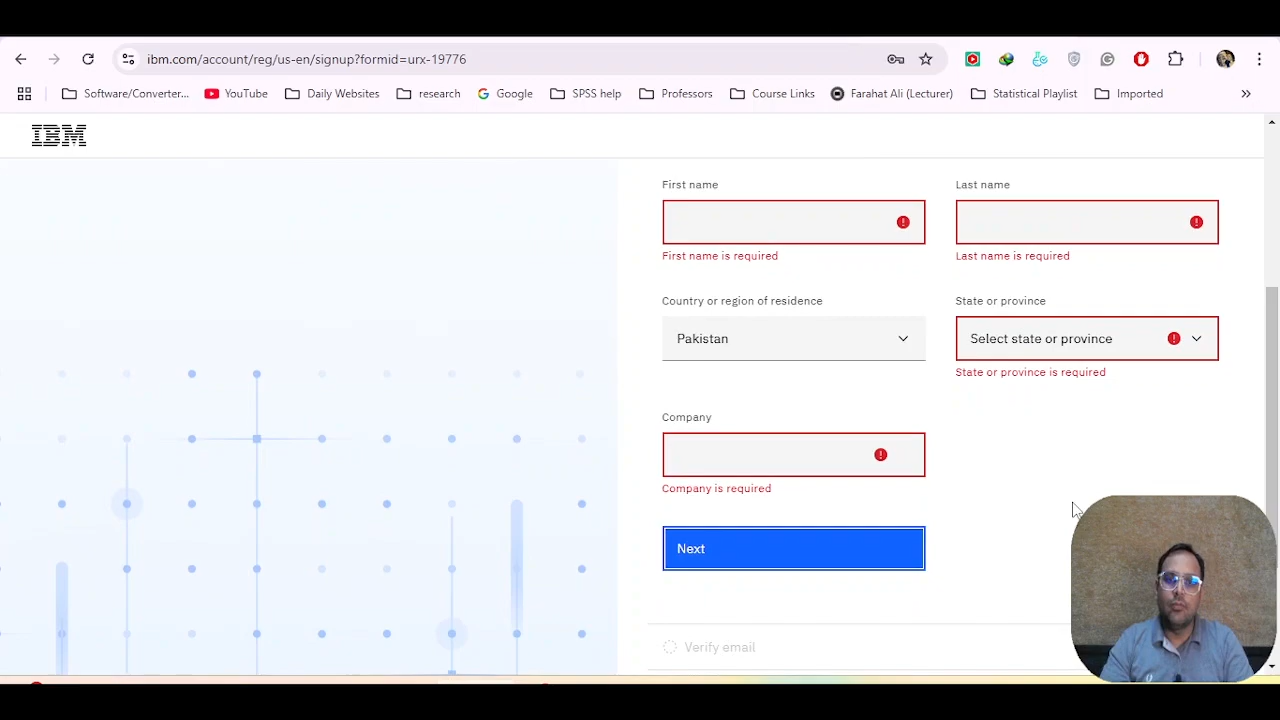 ibm.com/account/reg/us-en/signup?formid=urx-19776
Software/Converter... YouTube Daily Websites research Google SPSS help Professors Course Links Farahat Ali (Lecturer) Statistical Playlist Imported
IBM
First name Last name
First name is required Last name is required
Country or region of residence State or province
Pakistan Select state or province
State or province is required
Company
Company is required
Next
Verify email